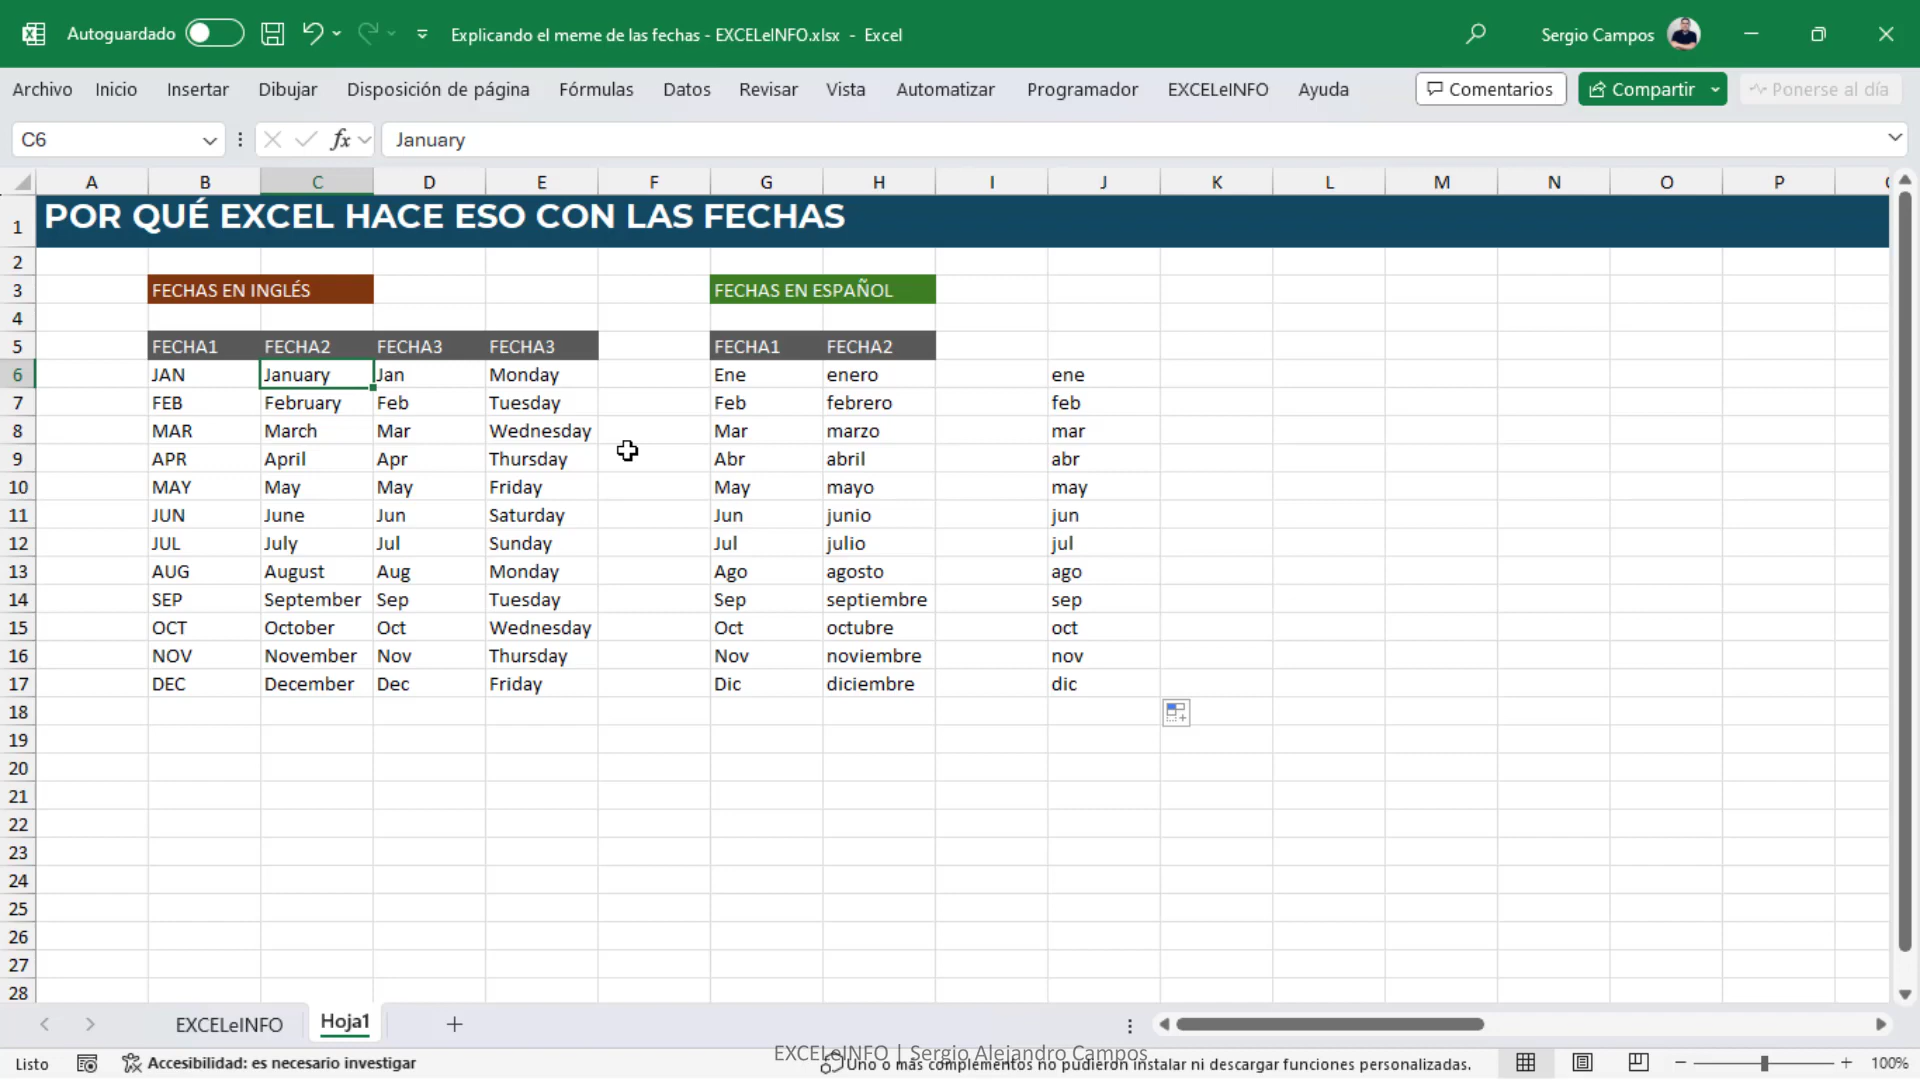 Autoguardado
Explicando el meme de las fechas - EXCELeINFO.xlsx - Excel
Sergio Campos
Archivo Inicio Insertar Dibujar Disposición de página Fórmulas Datos Revisar Vista Automatizar Programador EXCELeINFO Ayuda Comentarios Compartir Ponerse al día
C6 fx January
A B C D E F G H I J K L M N O P
1 POR QUÉ EXCEL HACE ESO CON LAS FECHAS
2
3 FECHAS EN INGLÉS FECHAS EN ESPAÑOL
4
5 FECHA1 FECHA2 FECHA3 FECHA3 FECHA1 FECHA2
6 JAN January Jan Monday Ene enero ene
7 FEB February Feb Tuesday Feb febrero feb
8 MAR March Mar Wednesday Mar marzo mar
9 APR April Apr Thursday Abr abril abr
10 MAY May May Friday May mayo may
11 JUN June Jun Saturday Jun junio jun
12 JUL July Jul Sunday Jul julio jul
13 AUG August Aug Monday Ago agosto ago
14 SEP September Sep Tuesday Sep septiembre sep
15 OCT October Oct Wednesday Oct octubre oct
16 NOV November Nov Thursday Nov noviembre nov
17 DEC December Dec Friday Dic diciembre dic
18
19
20
21
22
23
24
25
26
27
28
EXCELeINFO Hoja1
EXCELeINFO | Sergio Alejandro Campos
Listo Accesibilidad: es necesario investigar Uno o más complementos no pudieron instalar ni descargar funciones personalizadas. 100%